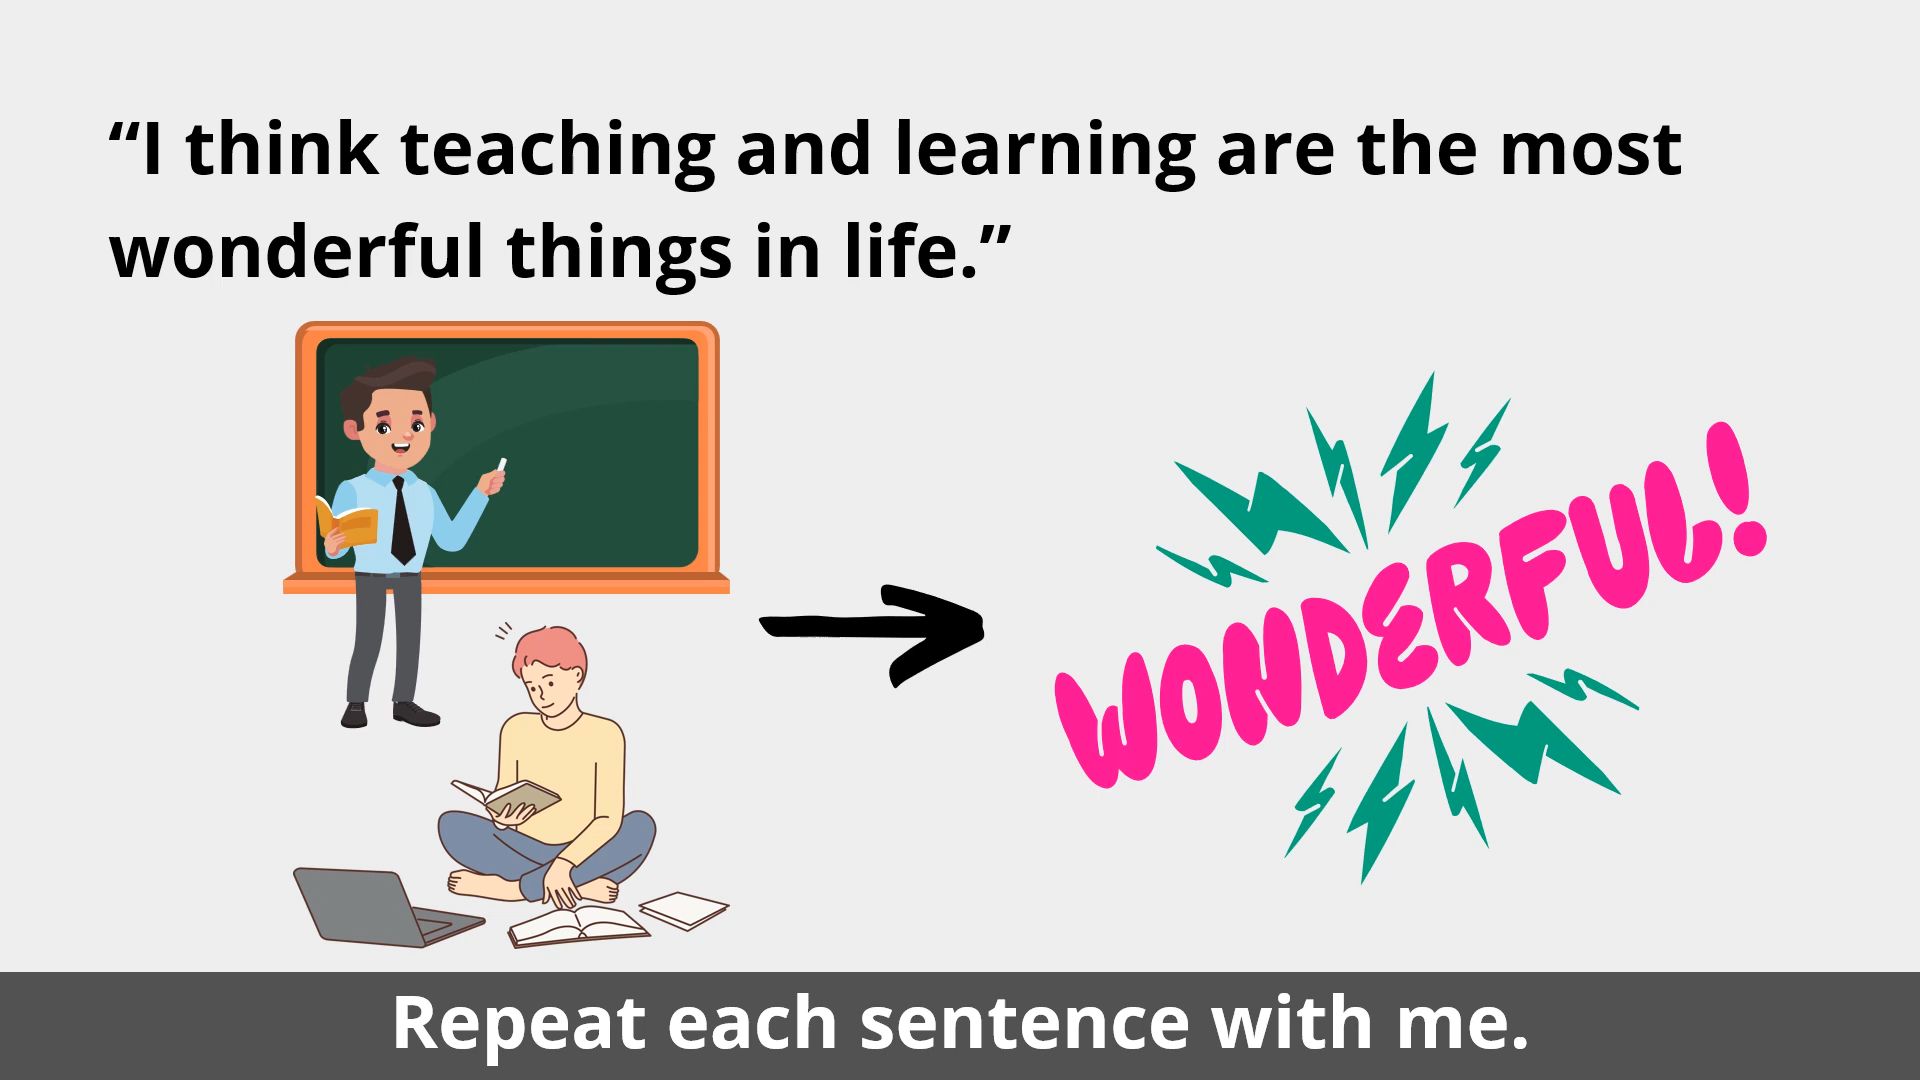 “I think teaching and learning are the most
wonderful things in life.”
WONDERFUL!
Repeat each sentence with me.